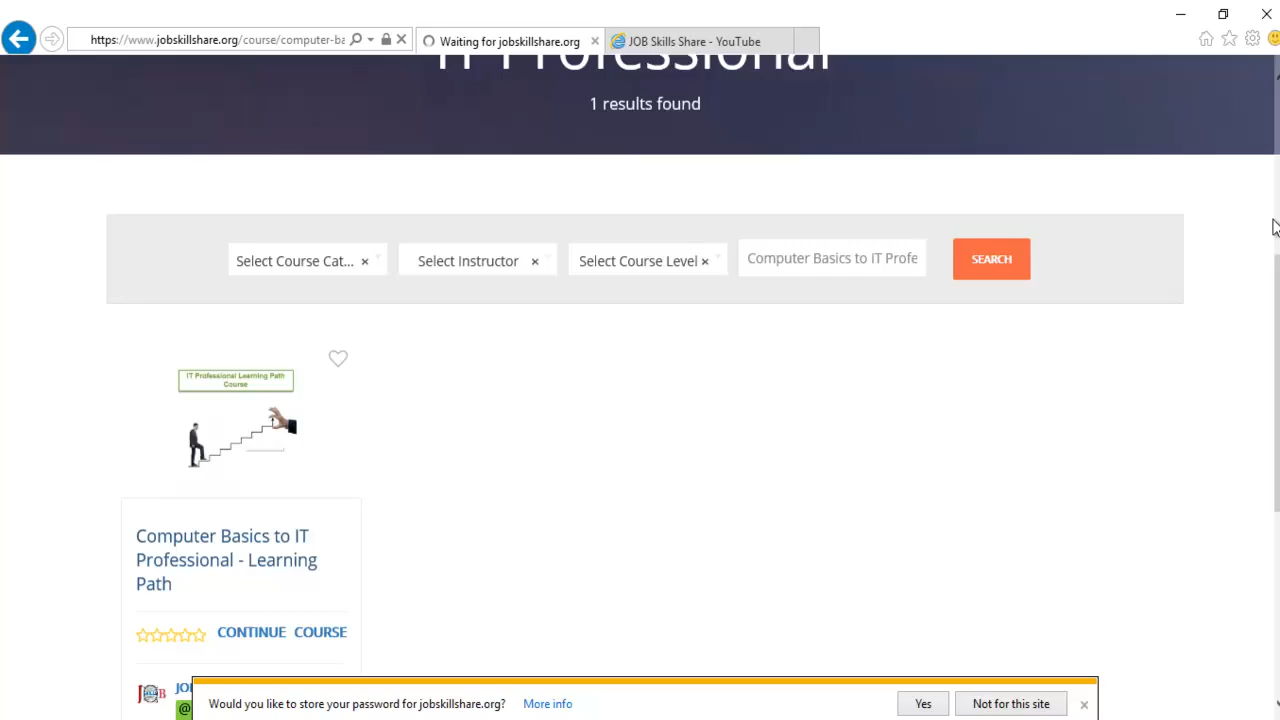 https://www.jobskillshare.org/course/computer-ba
Waiting for jobskillshare.org
JOB Skills Share - YouTube
IT Professional
1 results found
Select Course Cat... ×
Select Instructor ×
Select Course Level ×
Computer Basics to IT Profe
SEARCH
IT Professional Learning Path
Course
Computer Basics to IT
Professional - Learning
Path
CONTINUE COURSE
JOB
JO
@
Would you like to store your password for jobskillshare.org? More info Yes Not for this site ×